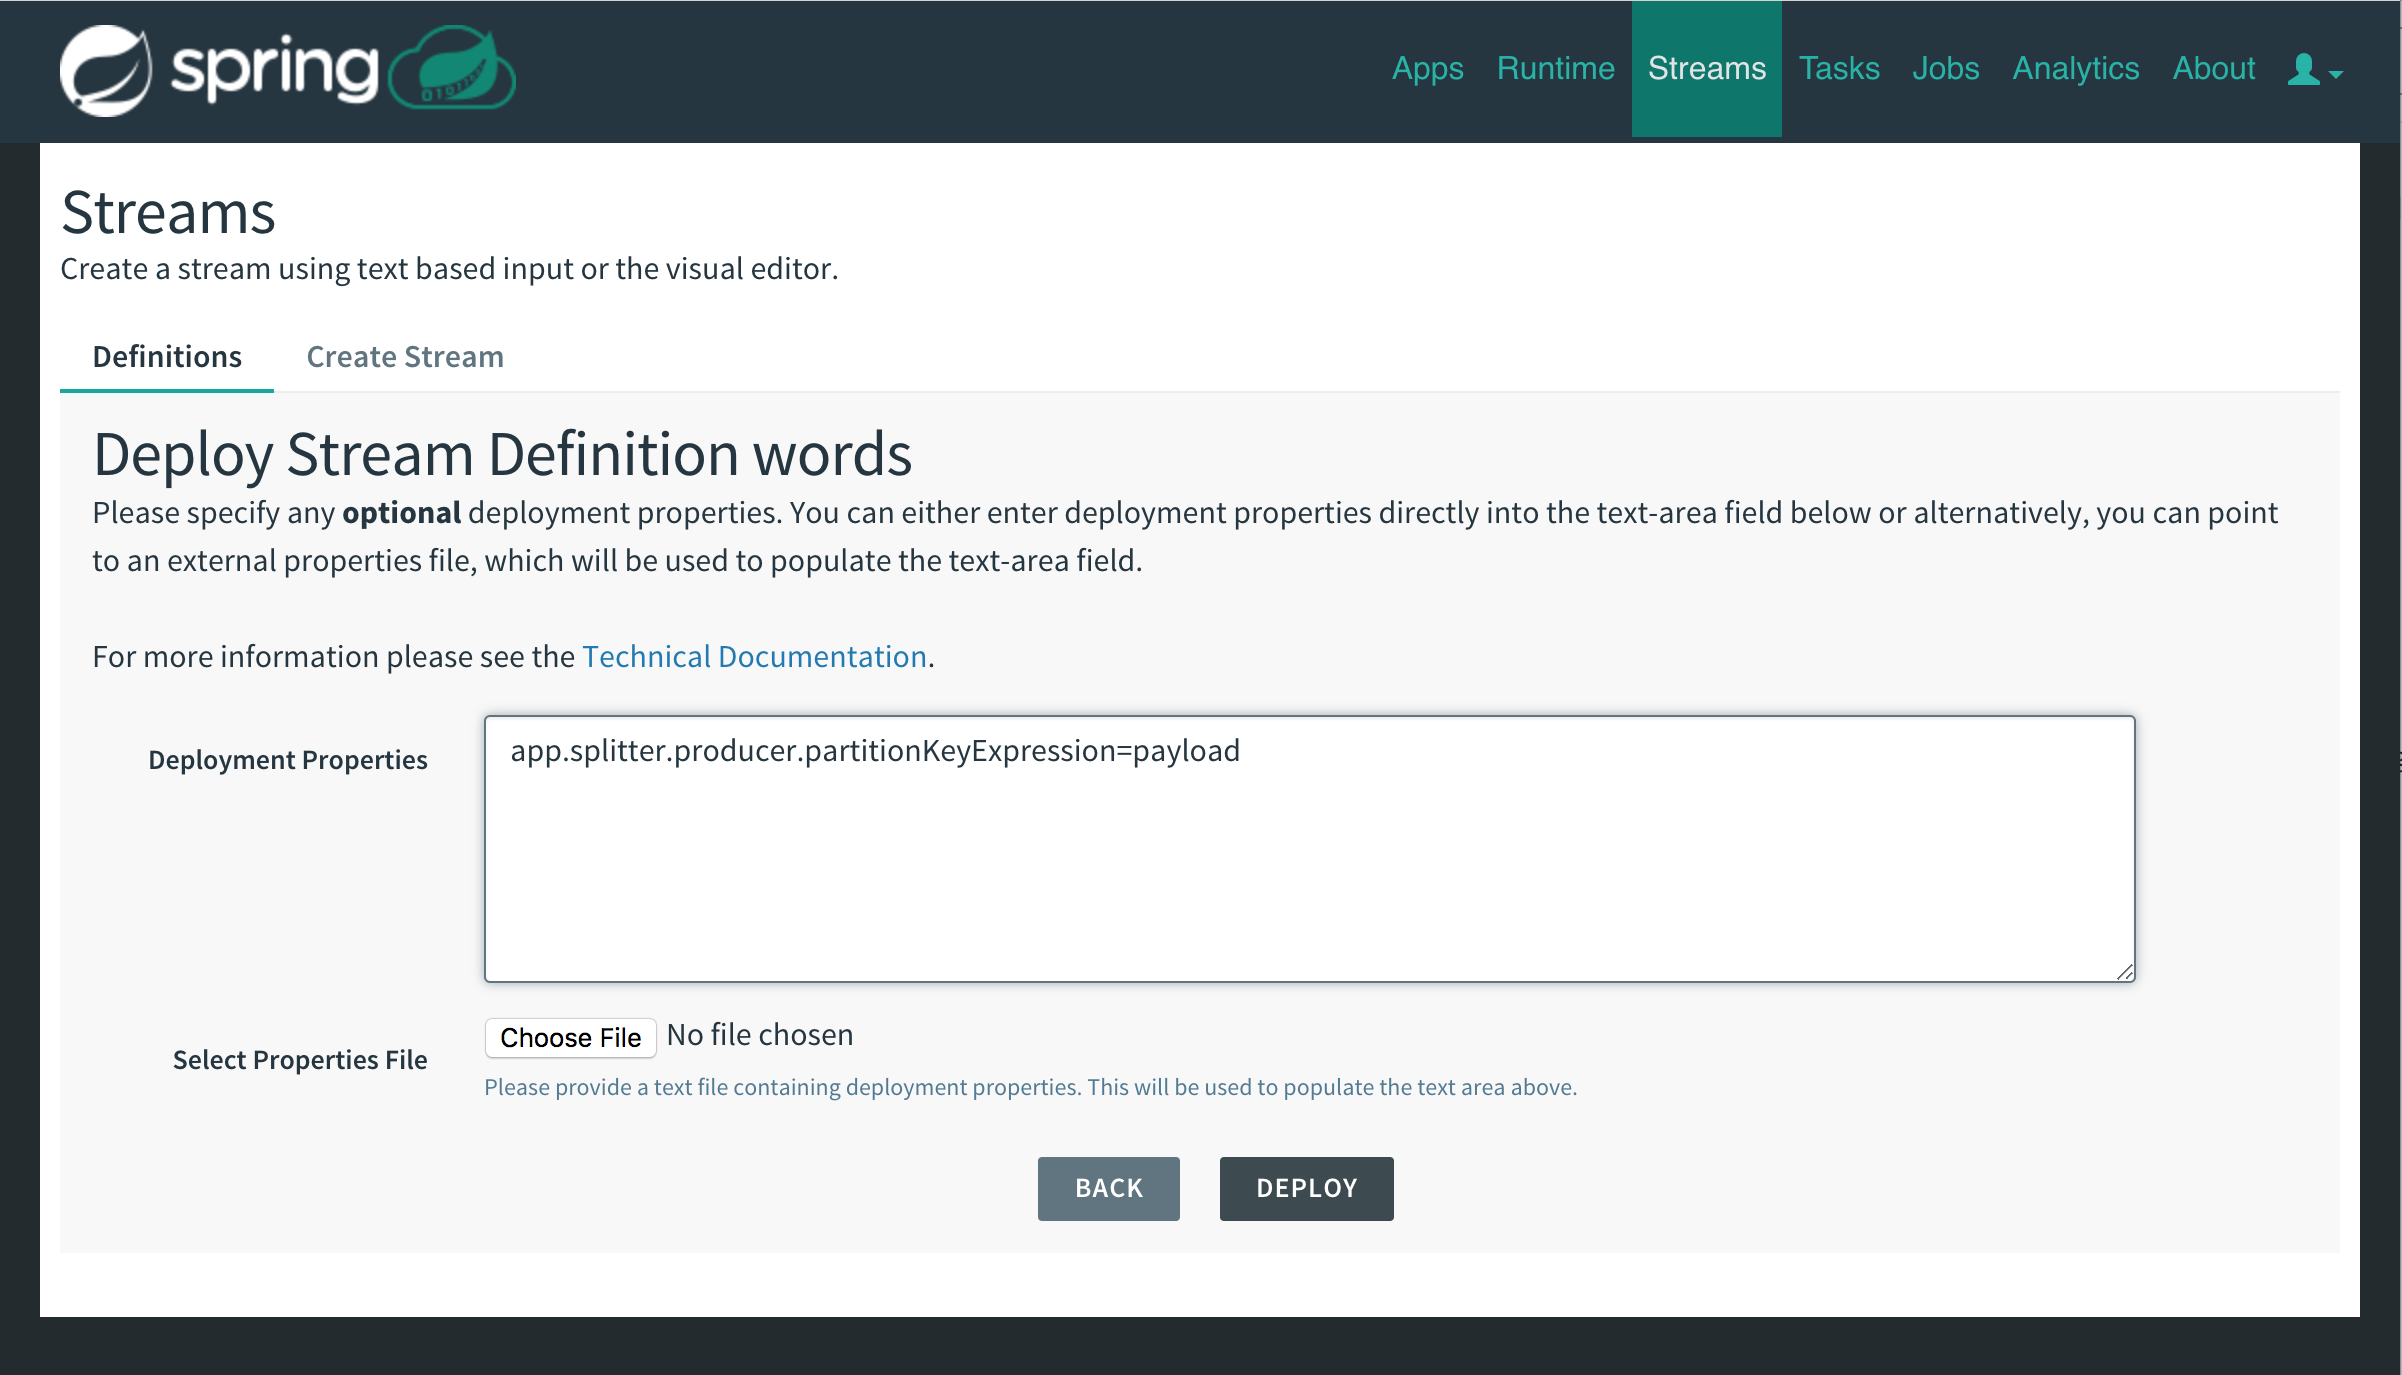 spring
Apps Runtime Streams Tasks Jobs Analytics About
Streams
Create a stream using text based input or the visual editor.
Definitions Create Stream
Deploy Stream Definition words
Please specify any optional deployment properties. You can either enter deployment properties directly into the text-area field below or alternatively, you can point
to an external properties file, which will be used to populate the text-area field.
For more information please see the Technical Documentation.
Deployment Properties
app.splitter.producer.partitionKeyExpression=payload
Select Properties File
Choose File No file chosen
Please provide a text file containing deployment properties. This will be used to populate the text area above.
BACK DEPLOY